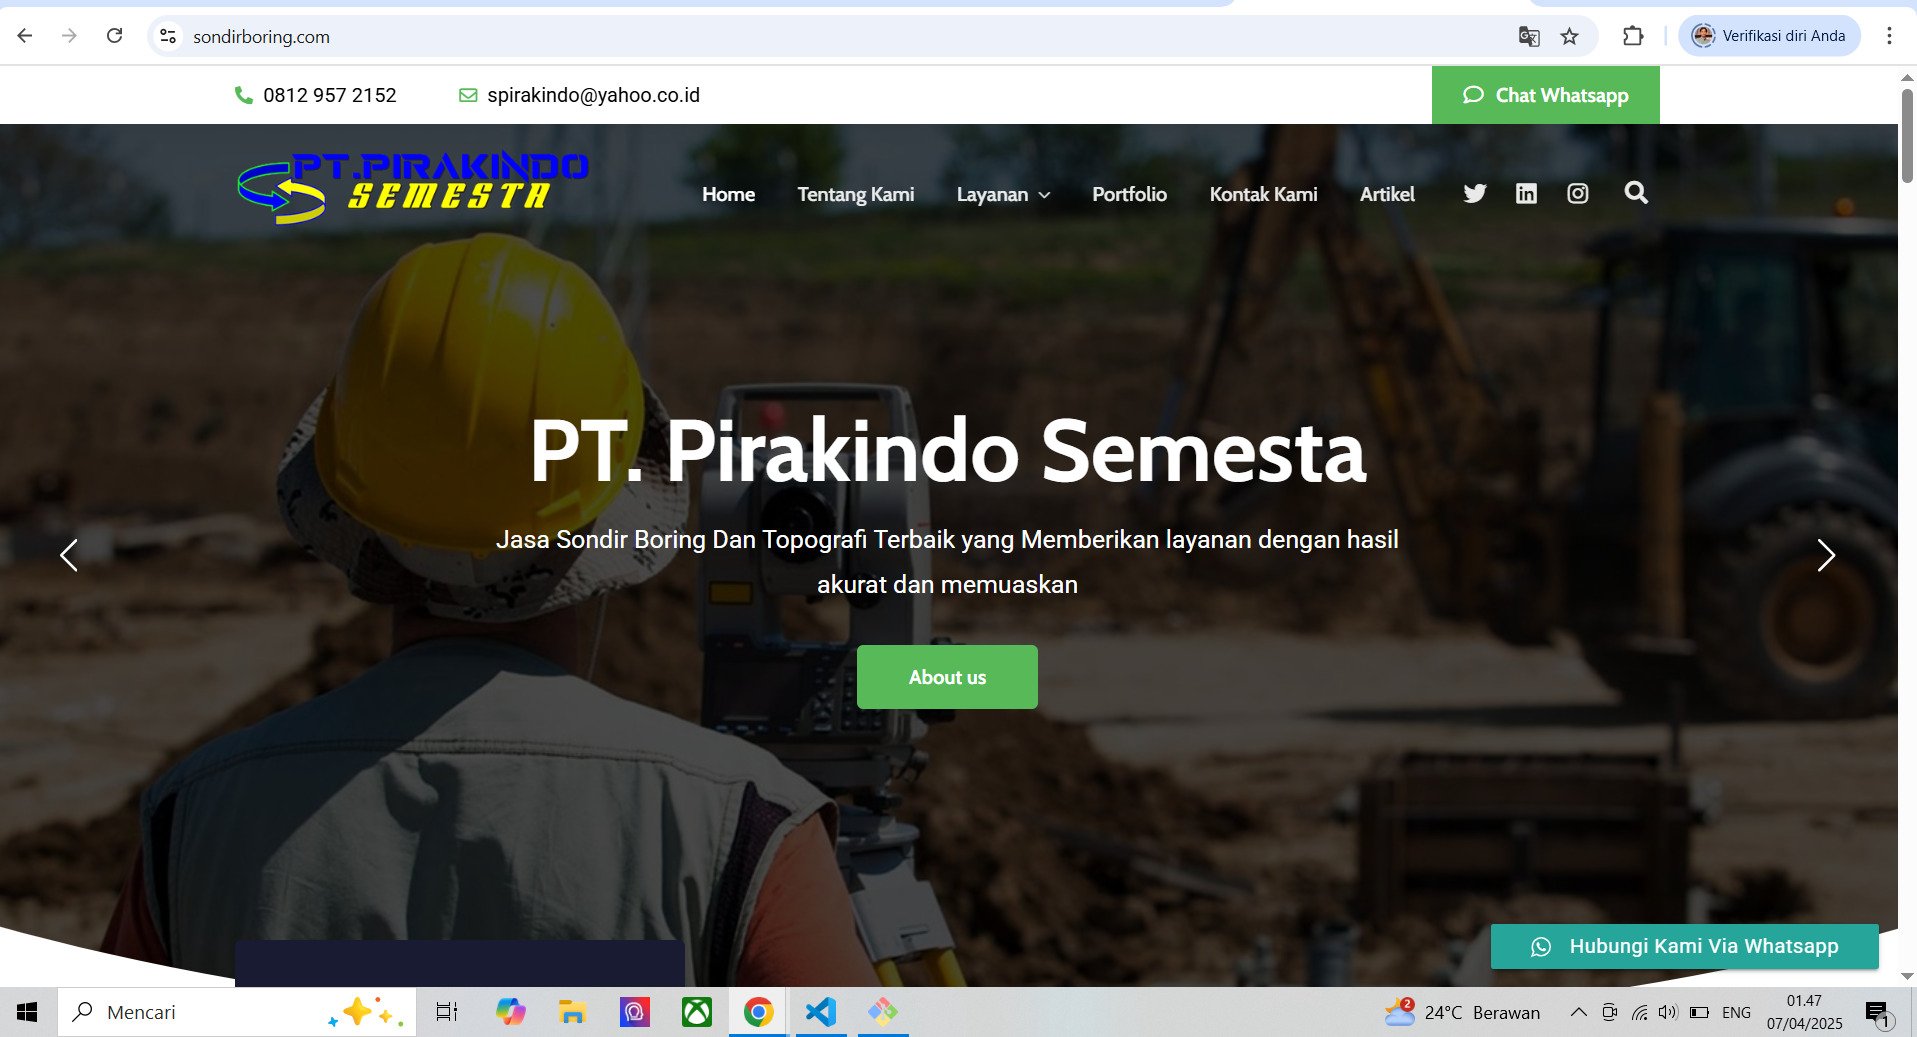 sondirboring.com
Verifikasi diri Anda
0812 957 2152
spirakindo@yahoo.co.id
Chat Whatsapp
PT.PIRAKINDO
SEMESTA
Home
Tentang Kami
Layanan
Portfolio
Kontak Kami
Artikel
PT. Pirakindo Semesta
Jasa Sondir Boring Dan Topografi Terbaik yang Memberikan layanan dengan hasil
akurat dan memuaskan
About us
Hubungi Kami Via Whatsapp
Mencari
2
24°C Berawan
ENG
01.47
07/04/2025
1